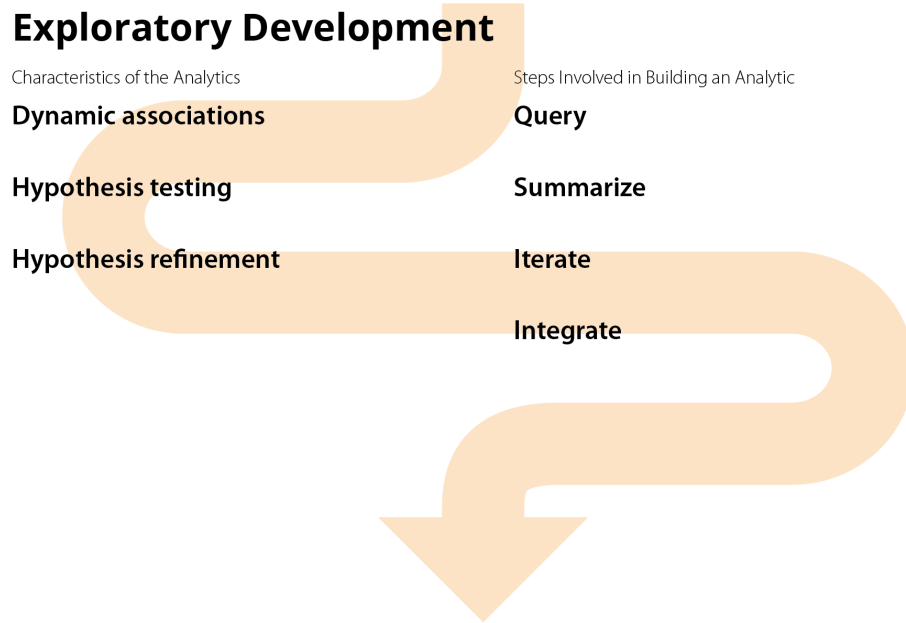 Exploratory Development
Characteristics of the Analytics
Dynamic associations
Hypothesis testing
Hypothesis refinement
Steps Involved in Building an Analytic
Query
Summarize
Iterate
Integrate